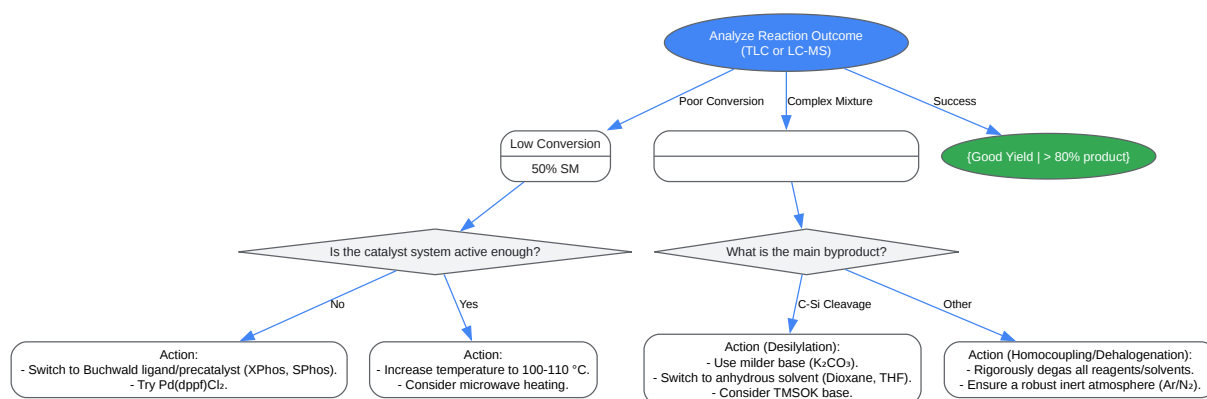 Analyze Reaction Outcome
(TLC or LC-MS)
Poor Conversion
Complex Mixture
Success
Low Conversion
50% SM
{Good Yield | > 80% product}
Is the catalyst system active enough?
What is the main byproduct?
No
Yes
C-Si Cleavage
Other
Action:
- Switch to Buchwald ligand/precatalyst (XPhos, SPhos).
- Try Pd(dppf)Cl₂.
Action:
- Increase temperature to 100-110 °C.
- Consider microwave heating.
Action (Desilylation):
- Use milder base (K₂CO₃).
- Switch to anhydrous solvent (Dioxane, THF).
- Consider TMSOK base.
Action (Homocoupling/Dehalogenation):
- Rigorously degas all reagents/solvents.
- Ensure a robust inert atmosphere (Ar/N₂).